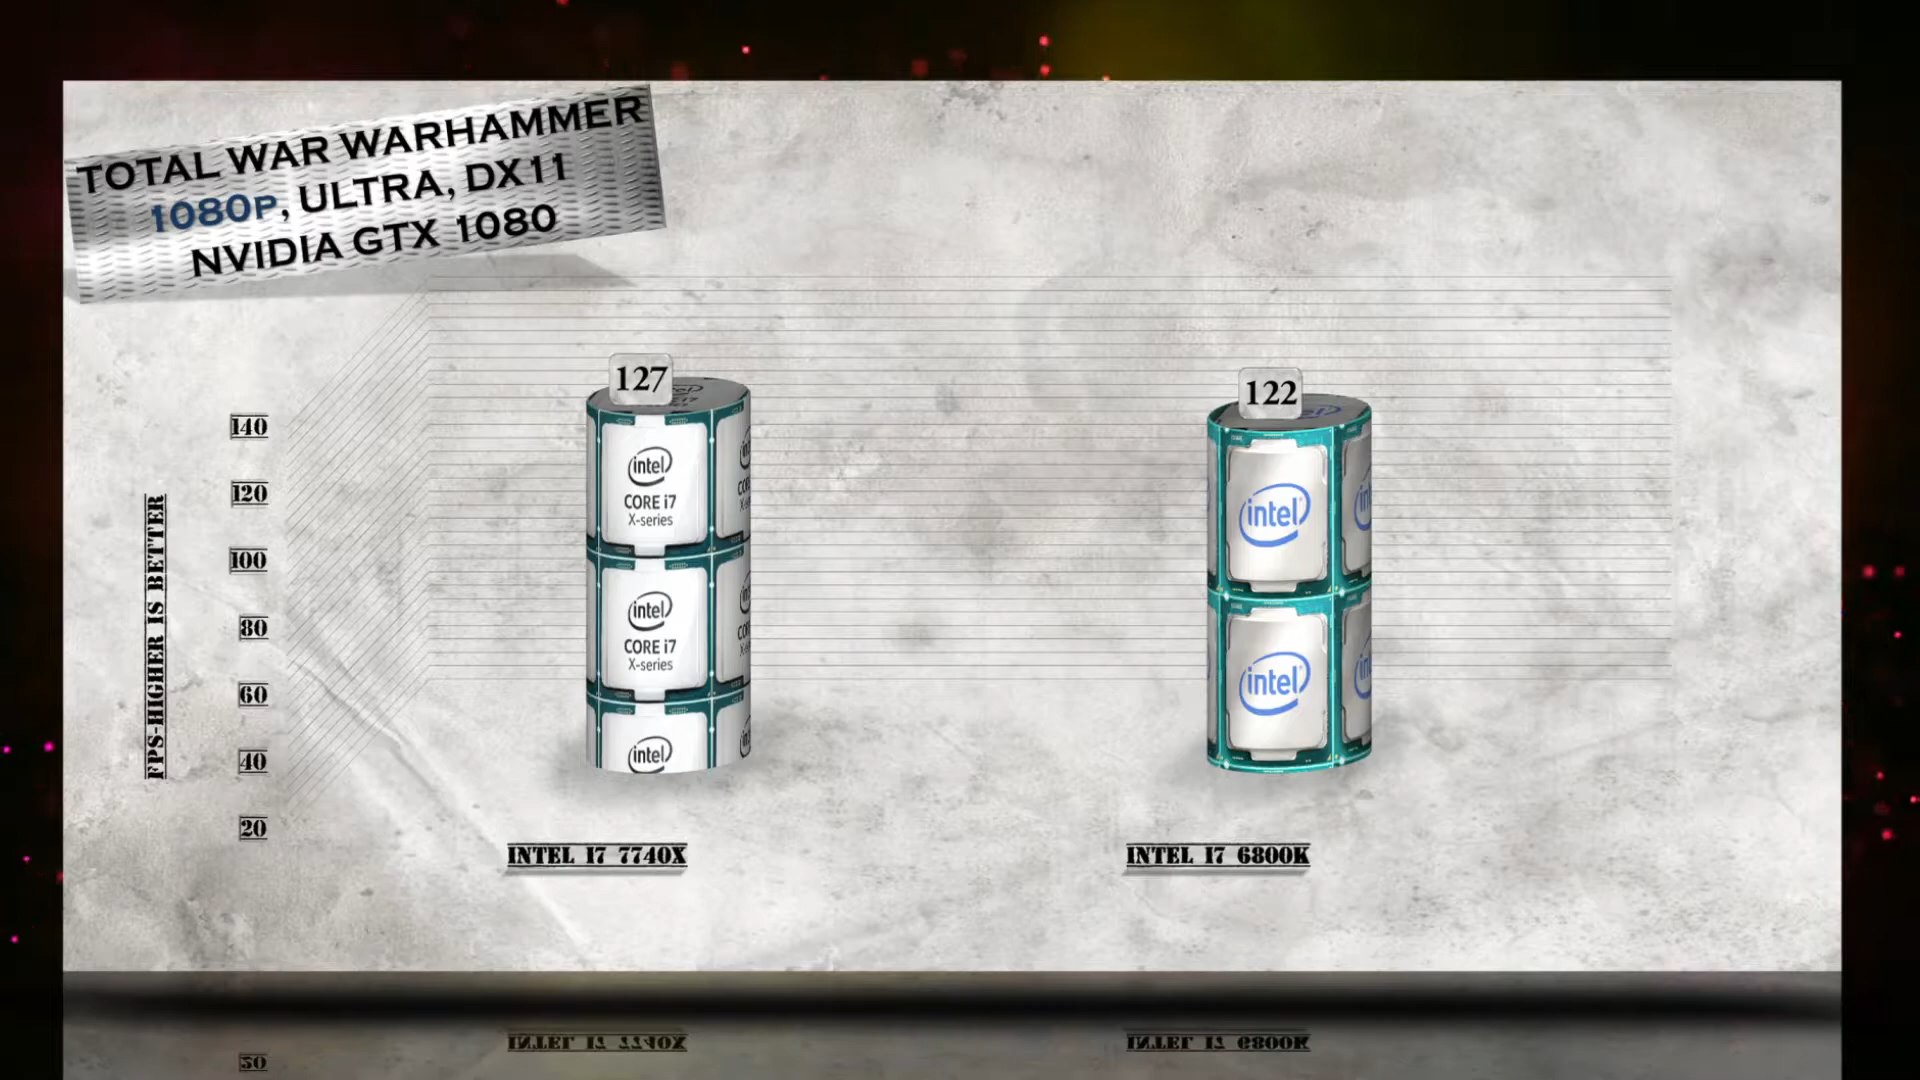 TOTAL WAR WARHAMMER
1080P, ULTRA, DX11
NVIDIA GTX 1080
FPS-HIGHER IS BETTER
140
120
100
80
60
40
20
127
intel
CORE i7
X-series
intel
CORE i7
X-series
intel
122
intel
intel
INTEL I7 7740X
INTEL I7 6800K